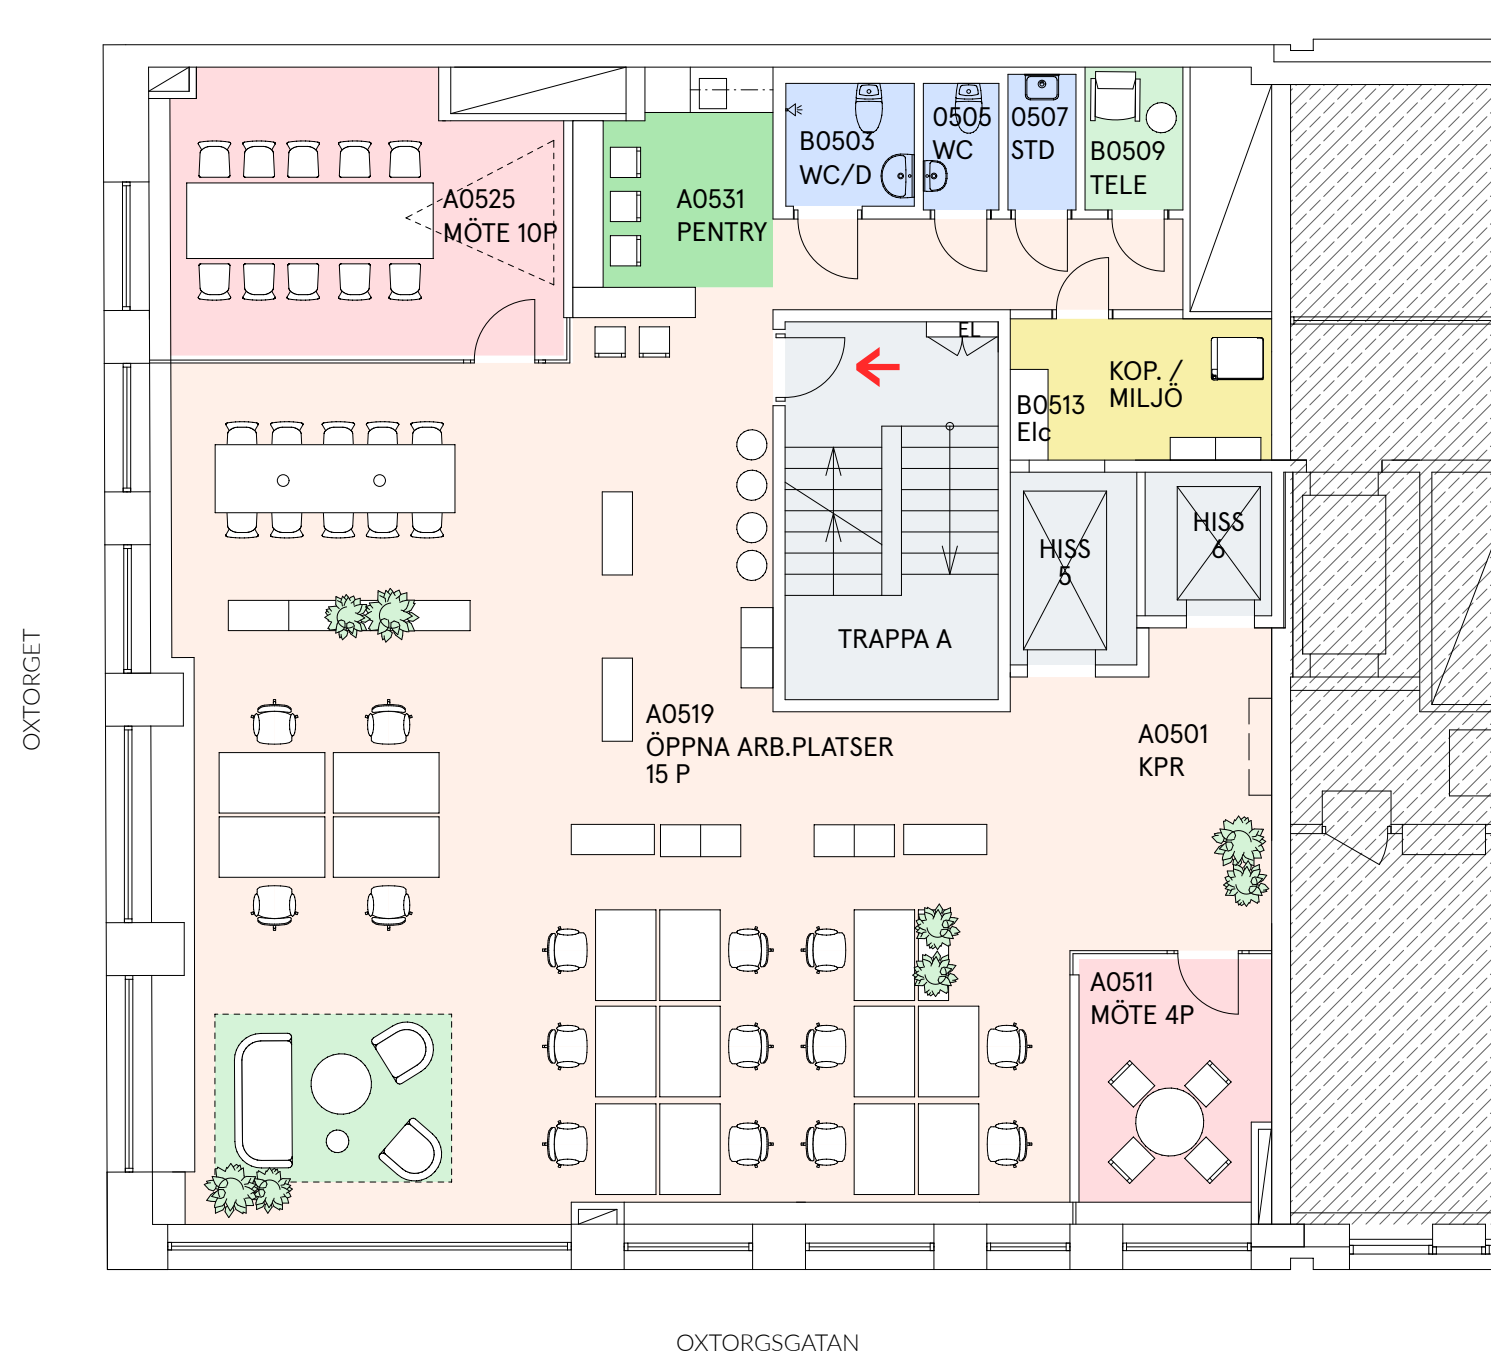 A0525
MÖTE 10P
A0531
PENTRY
B0503
WC/D
0505
WC
0507
STD
B0509
TELE
EL
KOP. /
MILJÖ
B0513
Elc
HISS
5
HISS
6
TRAPPA A
A0519
ÖPPNA ARB.PLATSER
15 P
A0501
KPR
A0511
MÖTE 4P
OXTORGET
OXTORGSGATAN